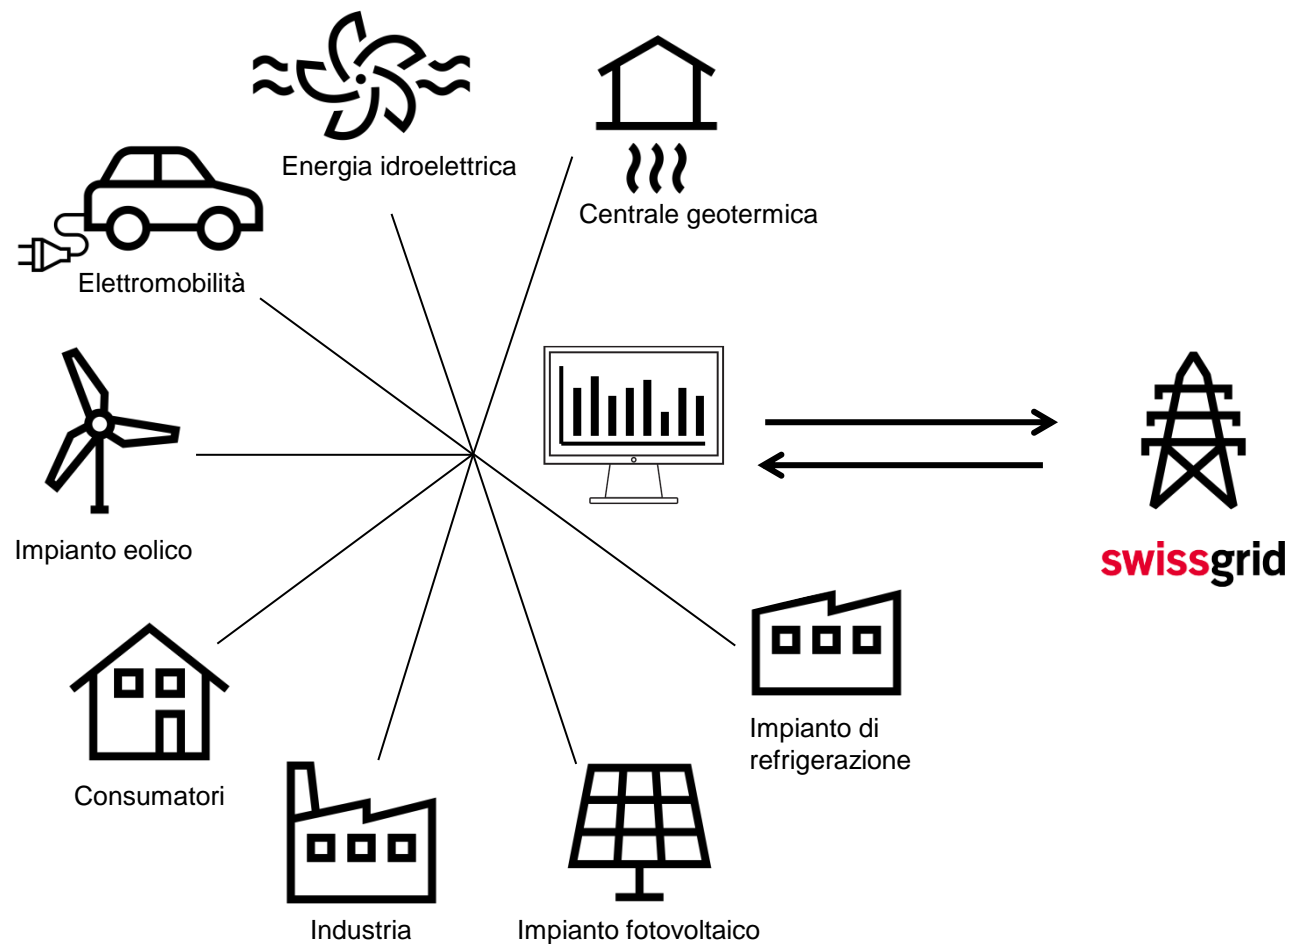 Energia idroelettrica
Centrale geotermica
Elettromobilità
Impianto eolico
swissgrid
Impianto di
refrigerazione
Consumatori
Industria
Impianto fotovoltaico